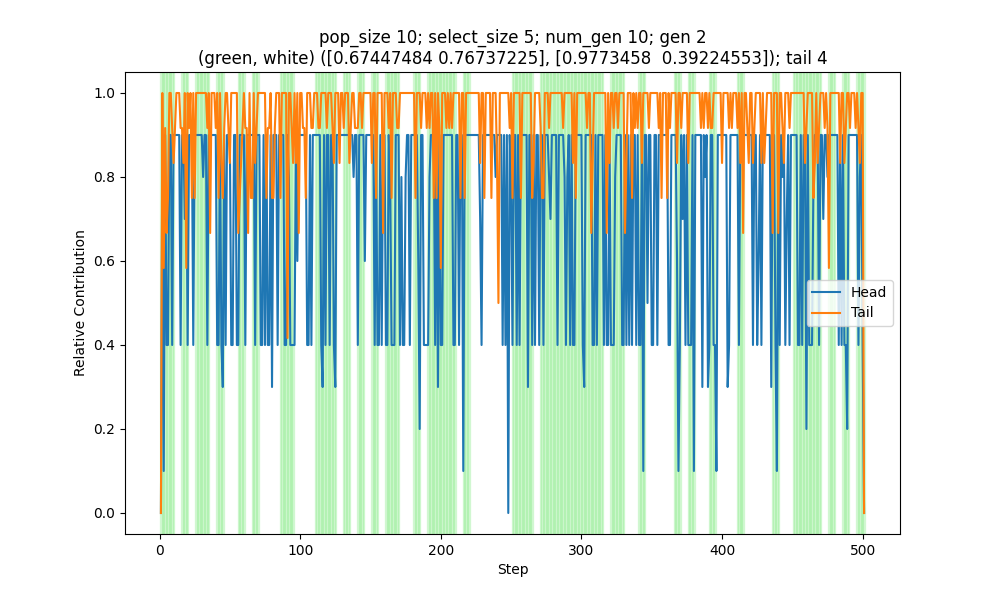 pop_size 10; select_size 5; num_gen 10; gen 2
(green, white) ([0.67447484 0.76737225], [0.9773458  0.39224553]); tail 4
1.0
0.8
0.6
0.4
0.2
0.0
Relative Contribution
Head
Tail
0
100
200
300
400
500
Step